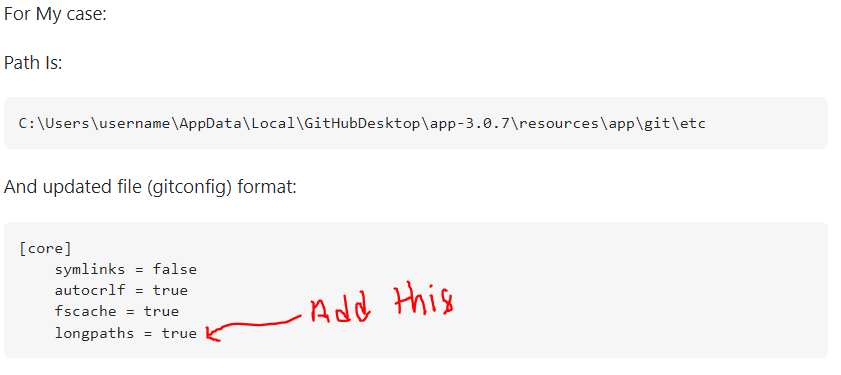 For My case:
Path Is:
C:\Users\username\AppData\Local\GitHubDesktop\app-3.0.7\resources\app\git\etc
And updated file (gitconfig) format:
[core]
symlinks = false
autocrlf = true
fscache = true
longpaths = true
Add this